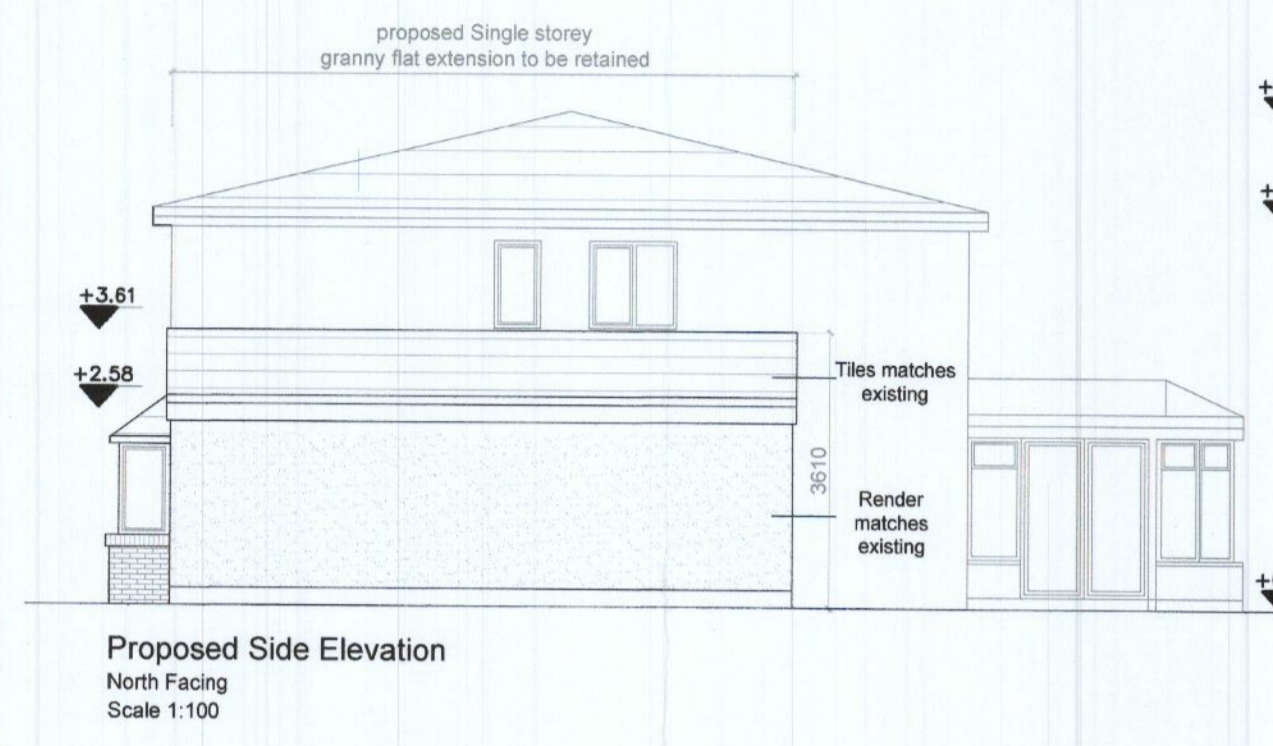 proposed Single storey
granny flat extension to be retained
+3.61
+2.58
Tiles matches
existing
3610
Render
matches
existing
Proposed Side Elevation
North Facing
Scale 1:100